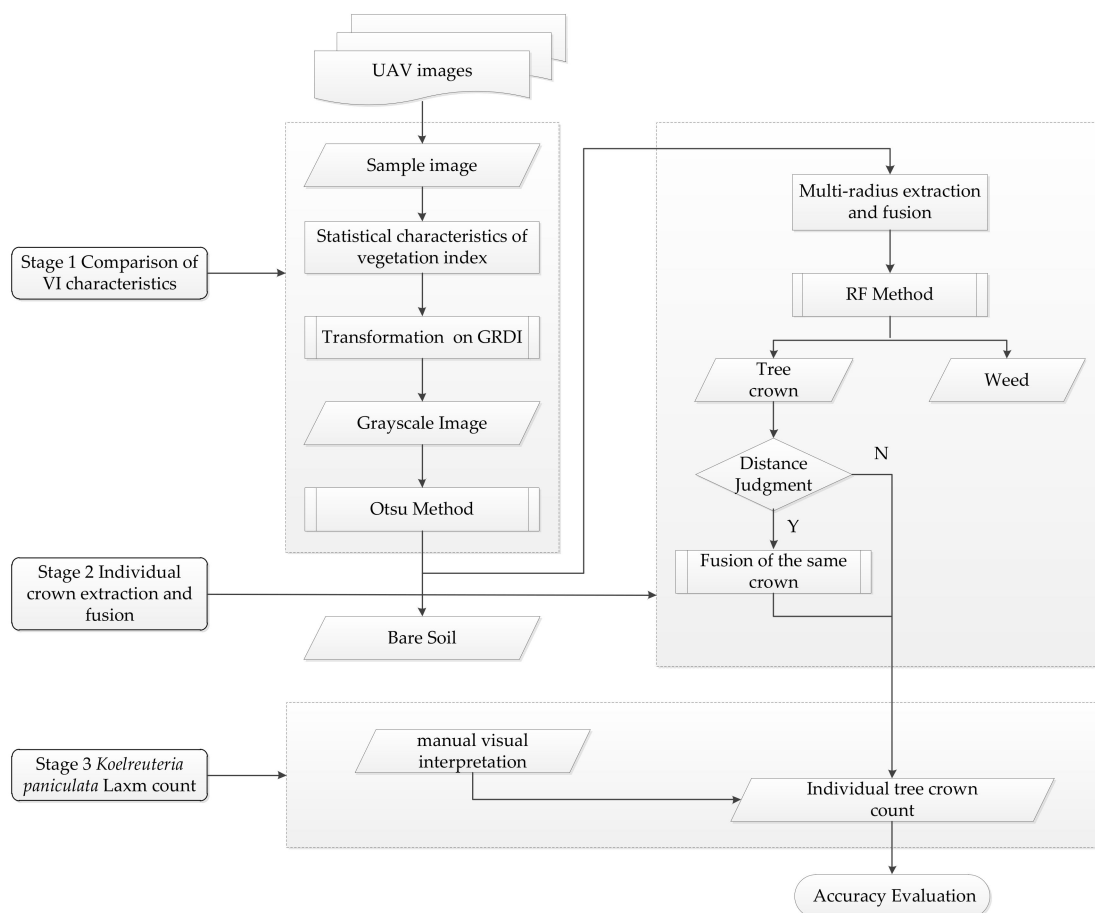 UAV images
Sample image
Statistical characteristics of
vegetation index
Transformation on GRDI
Grayscale Image
Otsu Method
Bare Soil
Stage 1 Comparison of
VI characteristics
Stage 2 Individual
crown extraction and
fusion
Stage 3 Koelreuteria
paniculata Laxm count
Multi-radius extraction
and fusion
RF Method
Tree
crown
Weed
Distance
Judgment
N
Y
Fusion of the same
crown
manual visual
interpretation
Individual tree crown
count
Accuracy Evaluation